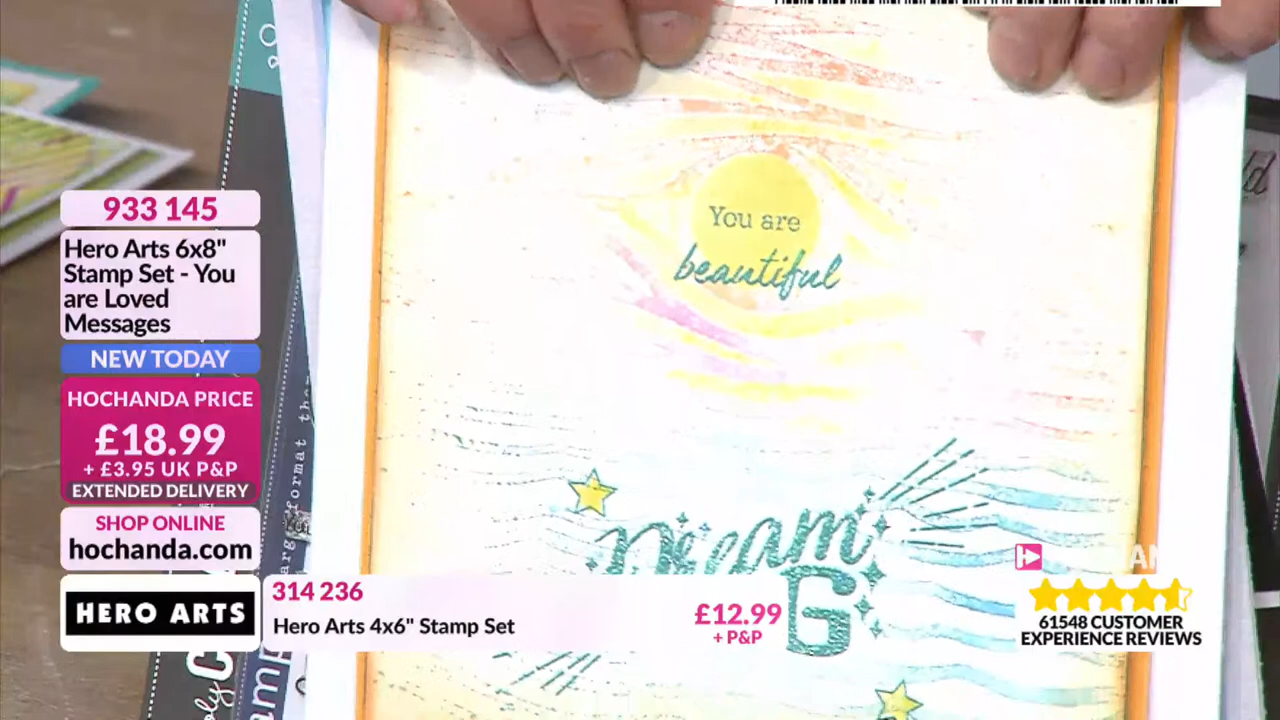 You are
beautiful
933 145
Hero Arts 6x8"
Stamp Set - You
are Loved
Messages
NEW TODAY
HOCHANDA PRICE
£18.99
+ £3.95 UK P&P
EXTENDED DELIVERY
SHOP ONLINE
hochanda.com
HERO ARTS
314 236
Hero Arts 4x6" Stamp Set
£12.99
+ P&P
Dream
G
61548 CUSTOMER
EXPERIENCE REVIEWS
format